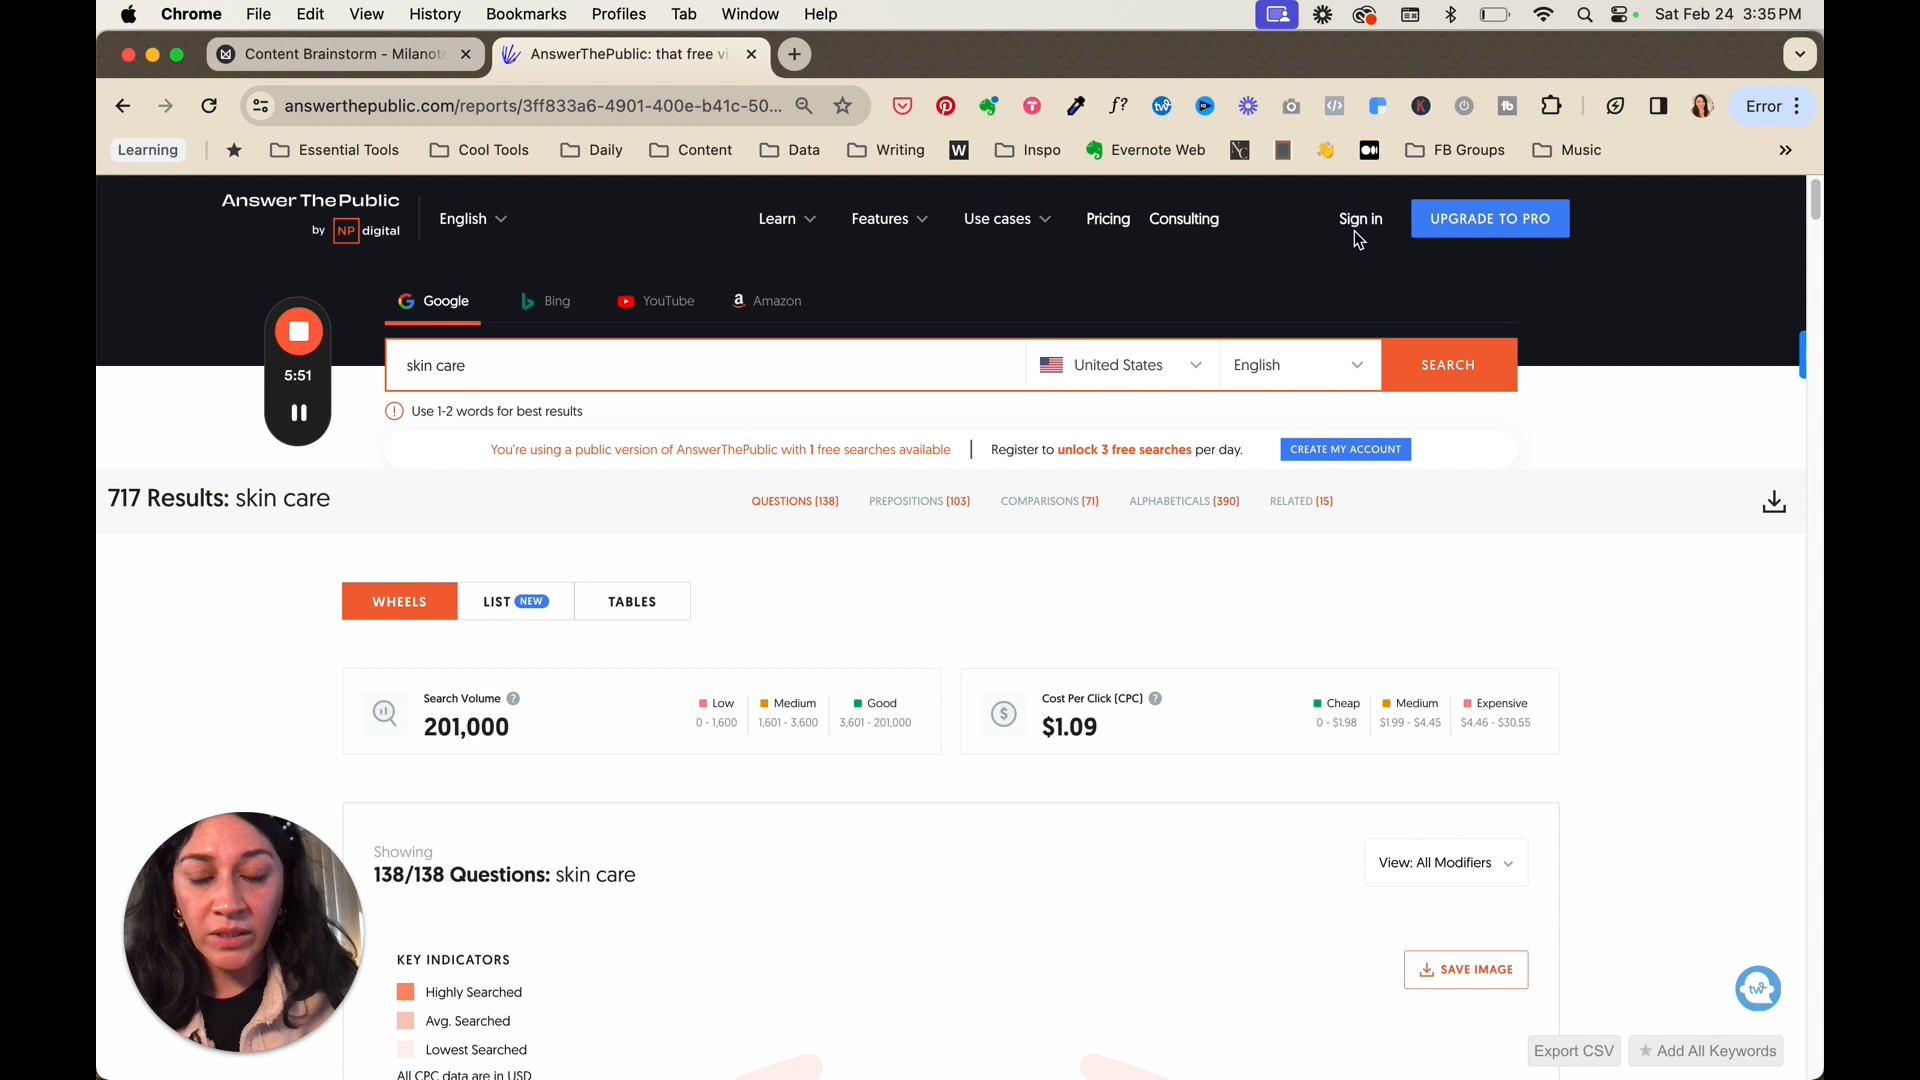 Chrome File Edit View History Bookmarks Profiles Tab Window Help Sat Feb 24 3:35 PM
Content Brainstorm - Milanot AnswerThePublic: that free vi
answerthepublic.com/reports/3ff833a6-4901-400e-b41c-50... f? Error
Learning Essential Tools Cool Tools Daily Content Data Writing W Inspo Evernote Web FB Groups Music
AnswerThePublic
by NP digital
English Learn Features Use cases Pricing Consulting Sign in UPGRADE TO PRO
Google Bing YouTube Amazon
skin care United States English SEARCH
5:51
Use 1-2 words for best results
You're using a public version of AnswerThePublic with 1 free searches available | Register to unlock 3 free searches per day. CREATE MY ACCOUNT
717 Results: skin care QUESTIONS (138) PREPOSITIONS (103) COMPARISONS (71) ALPHABETICALS (390) RELATED (15)
WHEELS LIST NEW TABLES
Search Volume ? Low Medium Good
201,000 0 - 1,600 1,601 - 3,600 3,601 - 201,000
Cost Per Click (CPC) ? Cheap Medium Expensive
$1.09 0 - $1.98 $1.99 - $4.45 $4.46 - $30.55
Showing
138/138 Questions: skin care
View: All Modifiers
KEY INDICATORS
SAVE IMAGE
Highly Searched
Avg. Searched
Lowest Searched
All CPC data are in USD
tw
Export CSV Add All Keywords